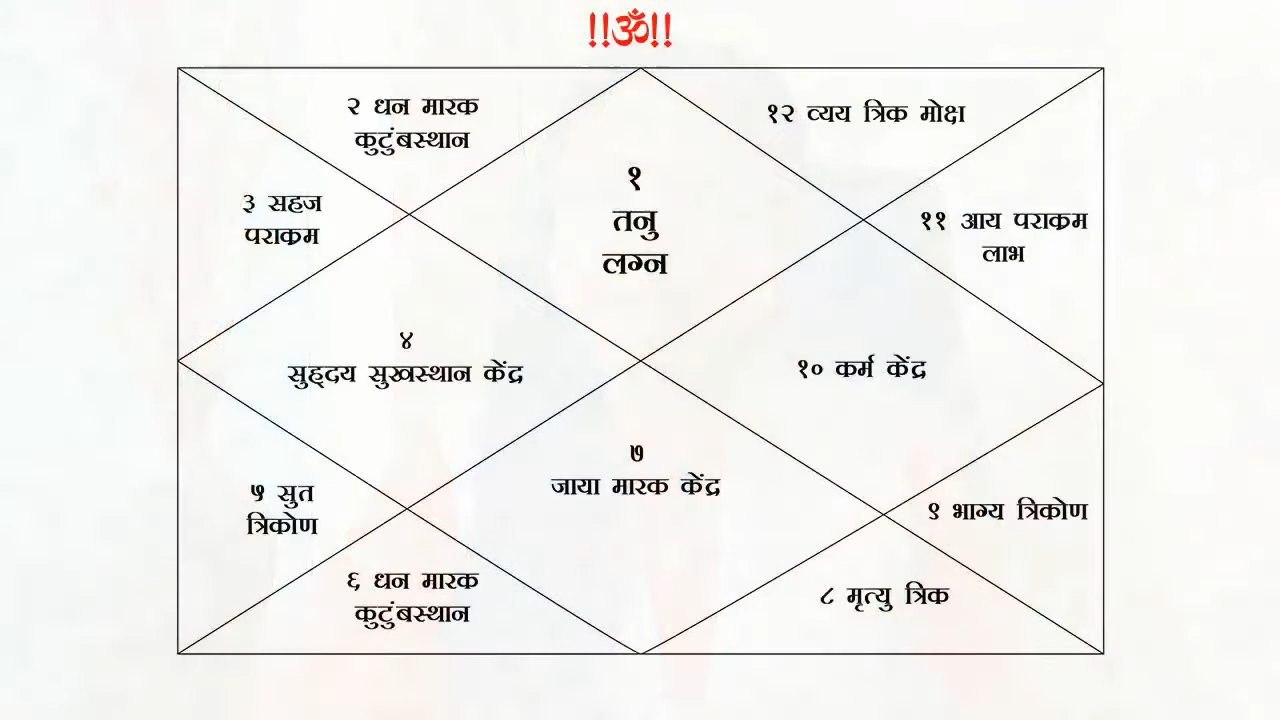 !!ॐ!!
२ धन मारक
कुटुंबस्थान
१२ व्यय त्रिक मोक्ष
१
तनु
लग्न
३ सहज
पराक्रम
११ आय पराक्रम
लाभ
४
सुह्दय सुखस्थान केंद्र
१० कर्म केंद्र
७
जाया मारक केंद्र
५ सुत
त्रिकोण
९ भाग्य त्रिकोण
६ धन मारक
कुटुंबस्थान
८ मृत्यु त्रिक